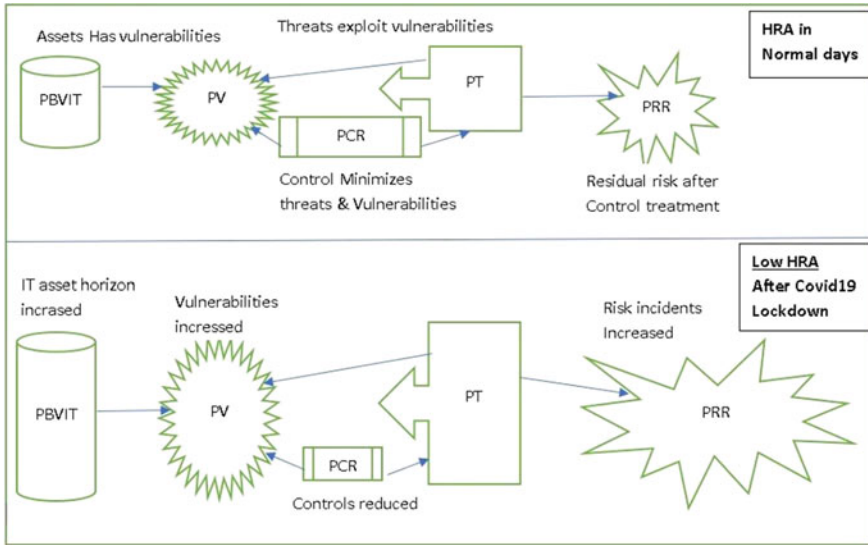 Assets Has vulnerabilities
Threats exploit vulnerabilities
HRA in
Normal days
PBVIT
PV
PT
PRR
PCR
Control Minimizes
threats & Vulnerabilities
Residual risk after
Control treatment
IT asset horizon
incrased
Vulnerabilities
incressed
Risk incidents
Increased
Low HRA
After Covid19
Lockdown
PBVIT
PV
PT
PRR
PCR
Controls reduced